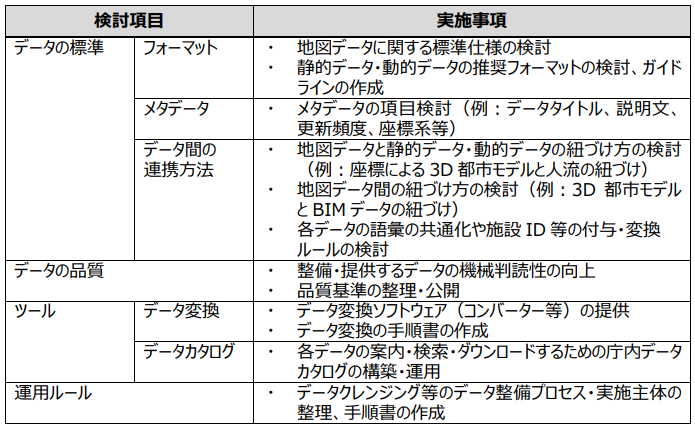 検討項目 実施事項
データの標準 フォーマット ・ 地図データに関する標準仕様の検討
・ 静的データ・動的データの推奨フォーマットの検討、ガイド
ラインの作成
メタデータ ・ メタデータの項目検討（例：データタイトル、説明文、
更新頻度、座標系等）
データ間の
連携方法
・ 地図データと静的データ・動的データの紐づけ方の検討
（例：座標による 3D 都市モデルと人流の紐づけ）
・ 地図データ間の紐づけ方の検討（例：3D 都市モデル
と BIM データの紐づけ）
・ 各データの語彙の共通化や施設 ID 等の付与・変換
ルールの検討
データの品質 ・ 整備・提供するデータの機械判読性の向上
・ 品質基準の整理・公開
ツール データ変換 ・ データ変換ソフトウェア（コンバーター等）の提供
・ データ変換の手順書の作成
データカタログ ・ 各データの案内・検索・ダウンロードするための庁内データ
カタログの構築・運用
運用ルール ・ データクレンジング等のデータ整備プロセス・実施主体の
整理、手順書の作成